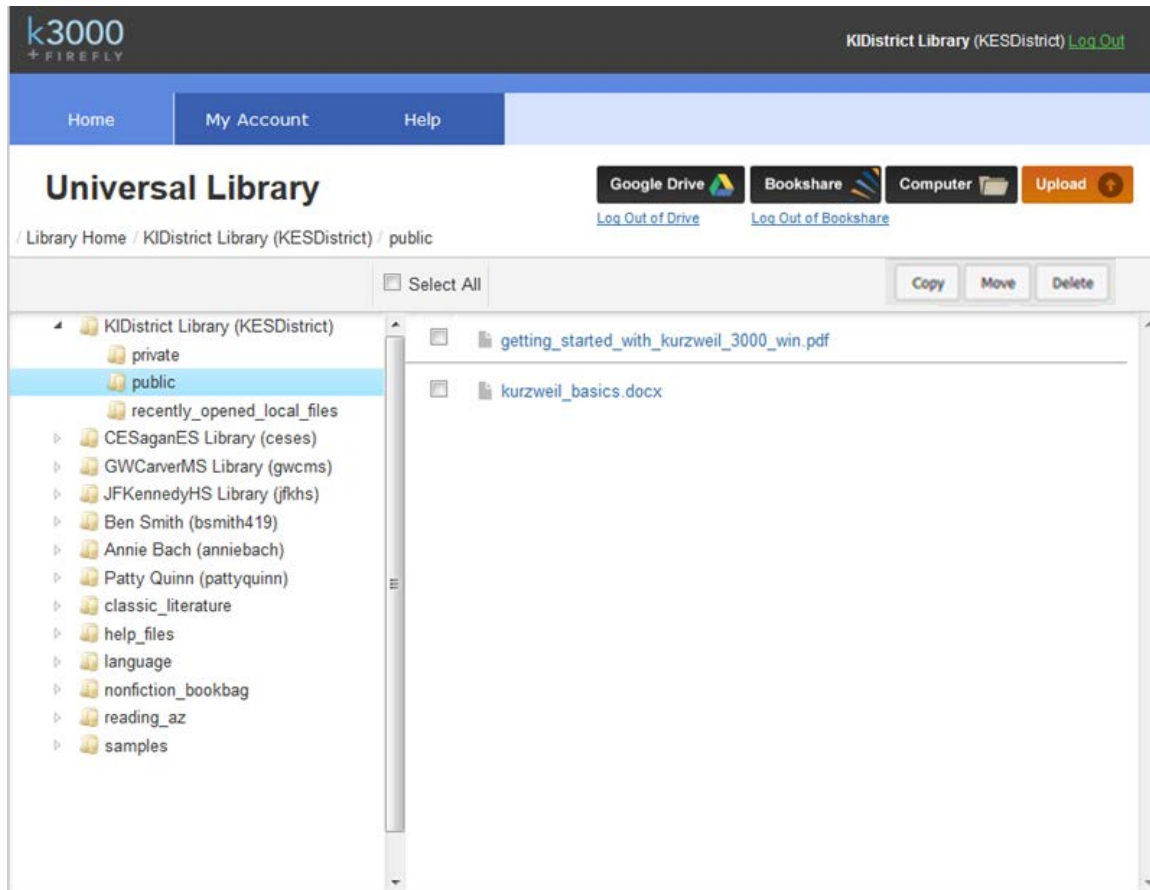 k3000
+ FIREFLY
KIDistrict Library (KESDistrict) Log Out
Home My Account Help
Universal Library
Google Drive Bookshare Computer Upload
Log Out of Drive Log Out of Bookshare
/ Library Home / KIDistrict Library (KESDistrict) / public
Select All Copy Move Delete
KIDistrict Library (KESDistrict)
private
public
recently_opened_local_files
CESaganES Library (ceses)
GWCarverMS Library (gwcms)
JFKennedyHS Library (jfkhs)
Ben Smith (bsmith419)
Annie Bach (anniebach)
Patty Quinn (pattyquinn)
classic_literature
help_files
language
nonfiction_bookbag
reading_az
samples
getting_started_with_kurzweil_3000_win.pdf
kurzweil_basics.docx